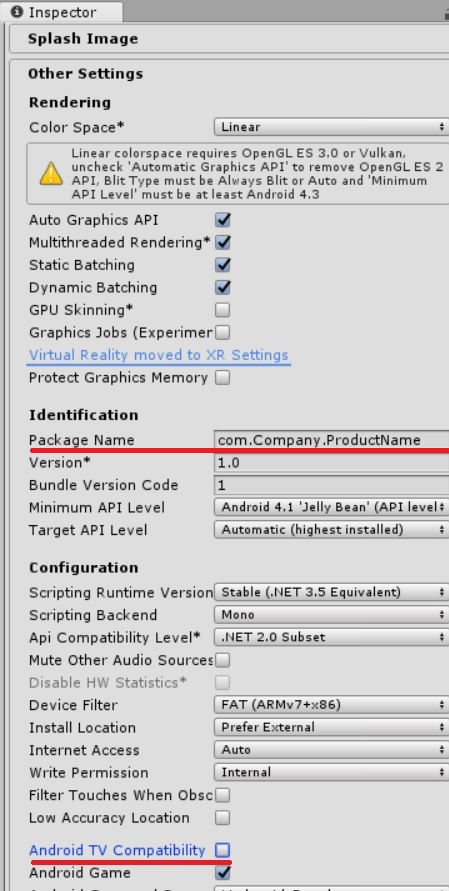 Inspector
Splash Image
Other Settings
Rendering
Color Space* Linear
Linear colorspace requires OpenGL ES 3.0 or Vulkan,
uncheck 'Automatic Graphics API' to remove OpenGL ES 2
API, Blit Type must be Always Blit or Auto and 'Minimum
API Level' must be at least Android 4.3
Auto Graphics API
Multithreaded Rendering*
Static Batching
Dynamic Batching
GPU Skinning*
Graphics Jobs (Experimer
Virtual Reality moved to XR Settings
Protect Graphics Memory
Identification
Package Name com.Company.ProductName
Version* 1.0
Bundle Version Code 1
Minimum API Level Android 4.1 'Jelly Bean' (API level
Target API Level Automatic (highest installed)
Configuration
Scripting Runtime Version Stable (.NET 3.5 Equivalent)
Scripting Backend Mono
Api Compatibility Level* .NET 2.0 Subset
Mute Other Audio Sources
Disable HW Statistics*
Device Filter FAT (ARMv7+x86)
Install Location Prefer External
Internet Access Auto
Write Permission Internal
Filter Touches When Obsc
Low Accuracy Location
Android TV Compatibility
Android Game